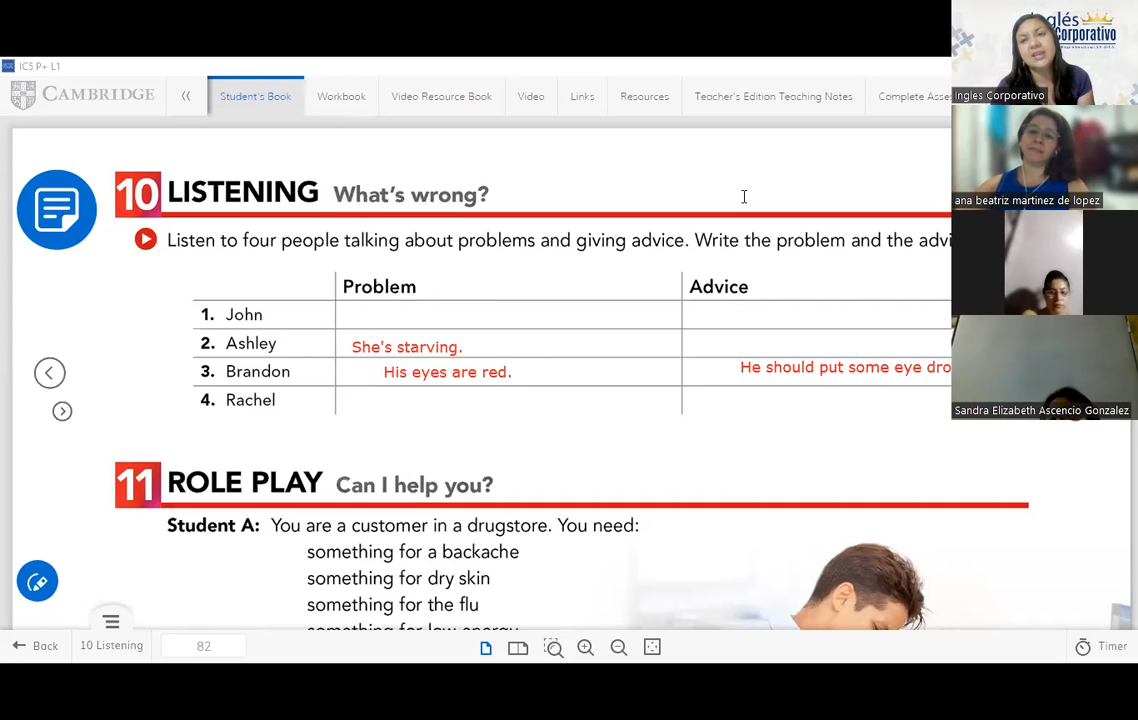 Inglés
Corporativo
IC5 P+ L1
CAMBRIDGE
Student's Book
Workbook
Video Resource Book
Video
Links
Resources
Teacher's Edition Teaching Notes
Complete Asse
Ingles Corporativo
ana beatriz martinez de lopez
Sandra Elizabeth Ascencio Gonzalez
10 LISTENING What's wrong?
Listen to four people talking about problems and giving advice. Write the problem and the advi
Problem Advice
1. John
2. Ashley She's starving.
3. Brandon His eyes are red. He should put some eye dro
4. Rachel
11 ROLE PLAY Can I help you?
Student A: You are a customer in a drugstore. You need:
something for a backache
something for dry skin
something for the flu
something for low energy
Back 10 Listening 82 Timer